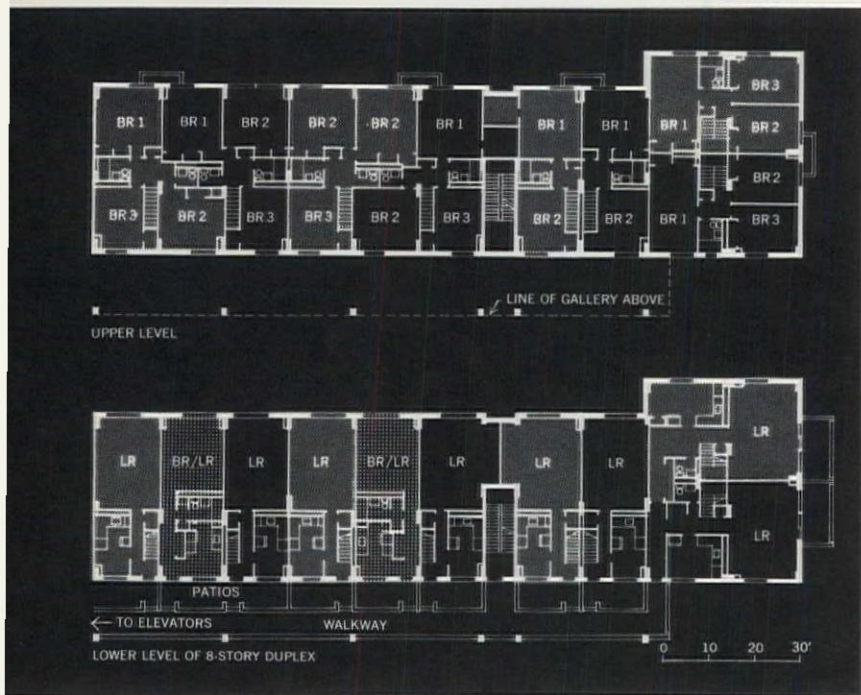 BR 3
BR 1 BR 1 BR 2 BR 2 BR 2 BR 1 BR 1 BR 1 BR 1 BR 2
BR 2
BR 3 BR 2 BR 3 BR 3 BR 2 BR 3 BR 2 BR 2 BR 1 BR 3
LINE OF GALLERY ABOVE
UPPER LEVEL
LR
LR BR/LR LR LR BR/LR LR LR LR
LR
PATIOS
← TO ELEVATORS WALKWAY
LOWER LEVEL OF 8-STORY DUPLEX
0 10 20 30'